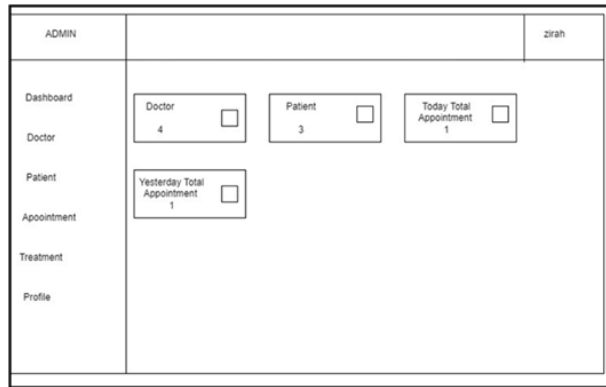 ADMIN
zirah
Dashboard
Doctor
Patient
Apoointment
Treatment
Profile
Doctor
4
Patient
3
Today Total
Appointment
1
Yesterday Total
Appointment
1